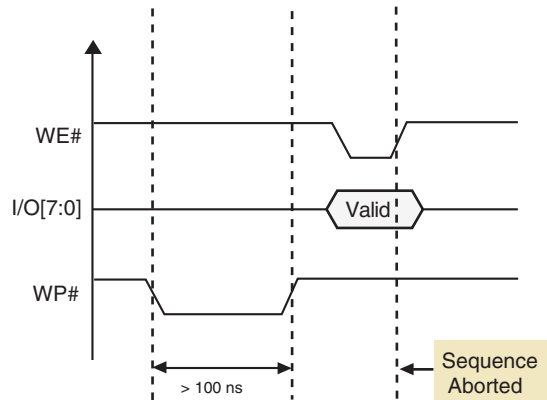 WE#
I/O[7:0]
Valid
WP#
> 100 ns
Sequence
Aborted